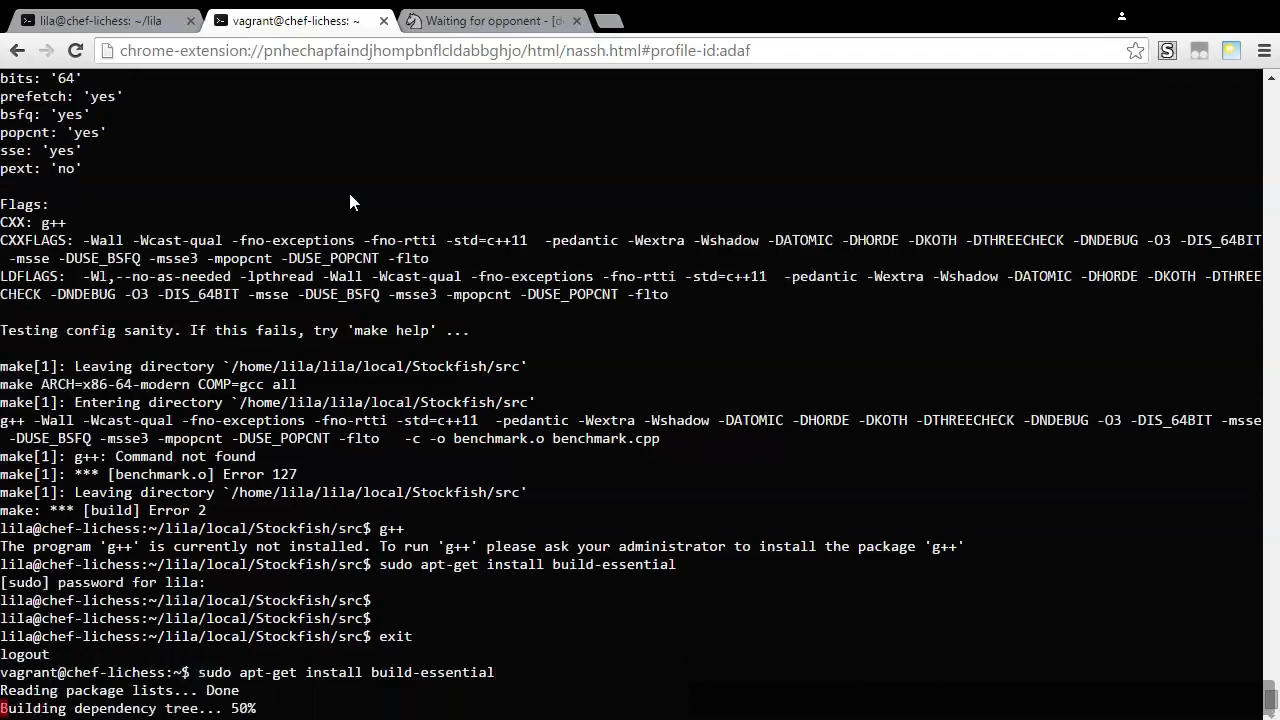 lila@chef-lichess: ~/lila
vagrant@chef-lichess: ~
Waiting for opponent - [d
chrome-extension://pnhechapfaindjhompbnflcldabbghjo/html/nassh.html#profile-id:adaf
bits: '64'
prefetch: 'yes'
bsfq: 'yes'
popcnt: 'yes'
sse: 'yes'
pext: 'no'
Flags:
CXX: g++
CXXFLAGS: -Wall -Wcast-qual -fno-exceptions -fno-rtti -std=c++11  -pedantic -Wextra -Wshadow -DATOMIC -DHORDE -DKOTH -DTHREECHECK -DNDEBUG -O3 -DIS_64BIT
-msse -DUSE_BSFQ -msse3 -mpopcnt -DUSE_POPCNT -flto
LDFLAGS:  -Wl,--no-as-needed -lpthread -Wall -Wcast-qual -fno-exceptions -fno-rtti -std=c++11  -pedantic -Wextra -Wshadow -DATOMIC -DHORDE -DKOTH -DTHREE
CHECK -DNDEBUG -O3 -DIS_64BIT -msse -DUSE_BSFQ -msse3 -mpopcnt -DUSE_POPCNT -flto
Testing config sanity. If this fails, try 'make help' ...
make[1]: Leaving directory `/home/lila/lila/local/Stockfish/src'
make ARCH=x86-64-modern COMP=gcc all
make[1]: Entering directory `/home/lila/lila/local/Stockfish/src'
g++ -Wall -Wcast-qual -fno-exceptions -fno-rtti -std=c++11  -pedantic -Wextra -Wshadow -DATOMIC -DHORDE -DKOTH -DTHREECHECK -DNDEBUG -O3 -DIS_64BIT -msse
-DUSE_BSFQ -msse3 -mpopcnt -DUSE_POPCNT -flto   -c -o benchmark.o benchmark.cpp
make[1]: g++: Command not found
make[1]: *** [benchmark.o] Error 127
make[1]: Leaving directory `/home/lila/lila/local/Stockfish/src'
make: *** [build] Error 2
lila@chef-lichess:~/lila/local/Stockfish/src$ g++
The program 'g++' is currently not installed. To run 'g++' please ask your administrator to install the package 'g++'
lila@chef-lichess:~/lila/local/Stockfish/src$ sudo apt-get install build-essential
[sudo] password for lila:
lila@chef-lichess:~/lila/local/Stockfish/src$
lila@chef-lichess:~/lila/local/Stockfish/src$
lila@chef-lichess:~/lila/local/Stockfish/src$ exit
logout
vagrant@chef-lichess:~$ sudo apt-get install build-essential
Reading package lists... Done
Building dependency tree... 50%